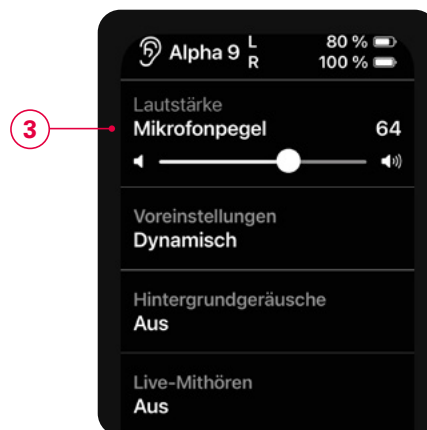 Alpha 9 L 80 %
R 100 %
Lautstärke
3 Mikrofonpegel 64
Voreinstellungen
Dynamisch
Hintergrundgeräusche
Aus
Live-Mithören
Aus